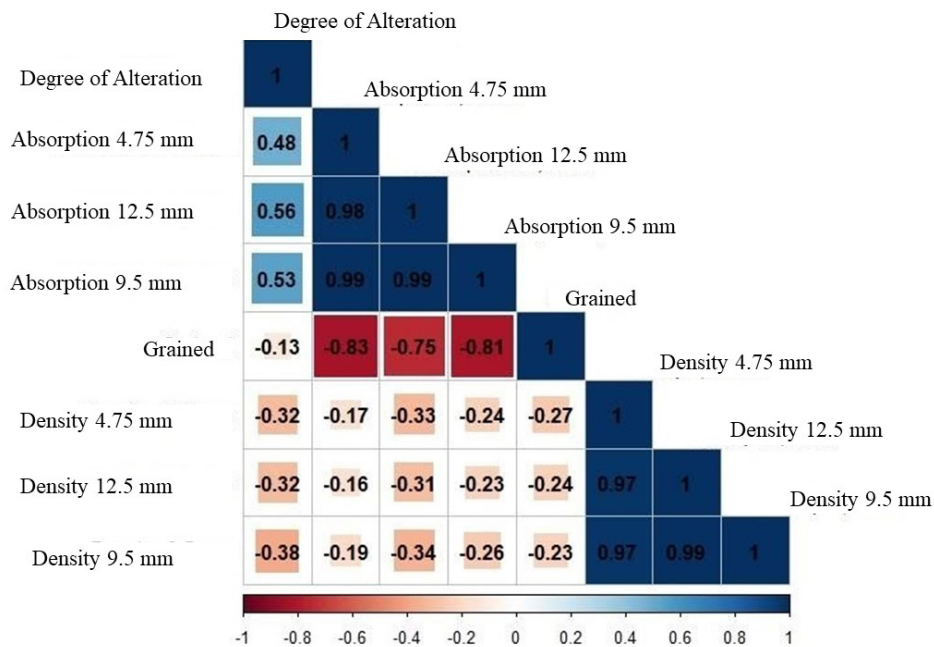 Degree of Alteration
Degree of Alteration 1
Absorption 4.75 mm
Absorption 4.75 mm 0.48 1
Absorption 12.5 mm
Absorption 12.5 mm 0.56 0.98 1
Absorption 9.5 mm
Absorption 9.5 mm 0.53 0.99 0.99 1
Grained
Grained -0.13 -0.83 -0.75 -0.81 1
Density 4.75 mm
Density 4.75 mm -0.32 -0.17 -0.33 -0.24 -0.27 1
Density 12.5 mm
Density 12.5 mm -0.32 -0.16 -0.31 -0.23 -0.24 0.97 1
Density 9.5 mm
Density 9.5 mm -0.38 -0.19 -0.34 -0.26 -0.23 0.97 0.99 1
-1 -0.8 -0.6 -0.4 -0.2 0 0.2 0.4 0.6 0.8 1